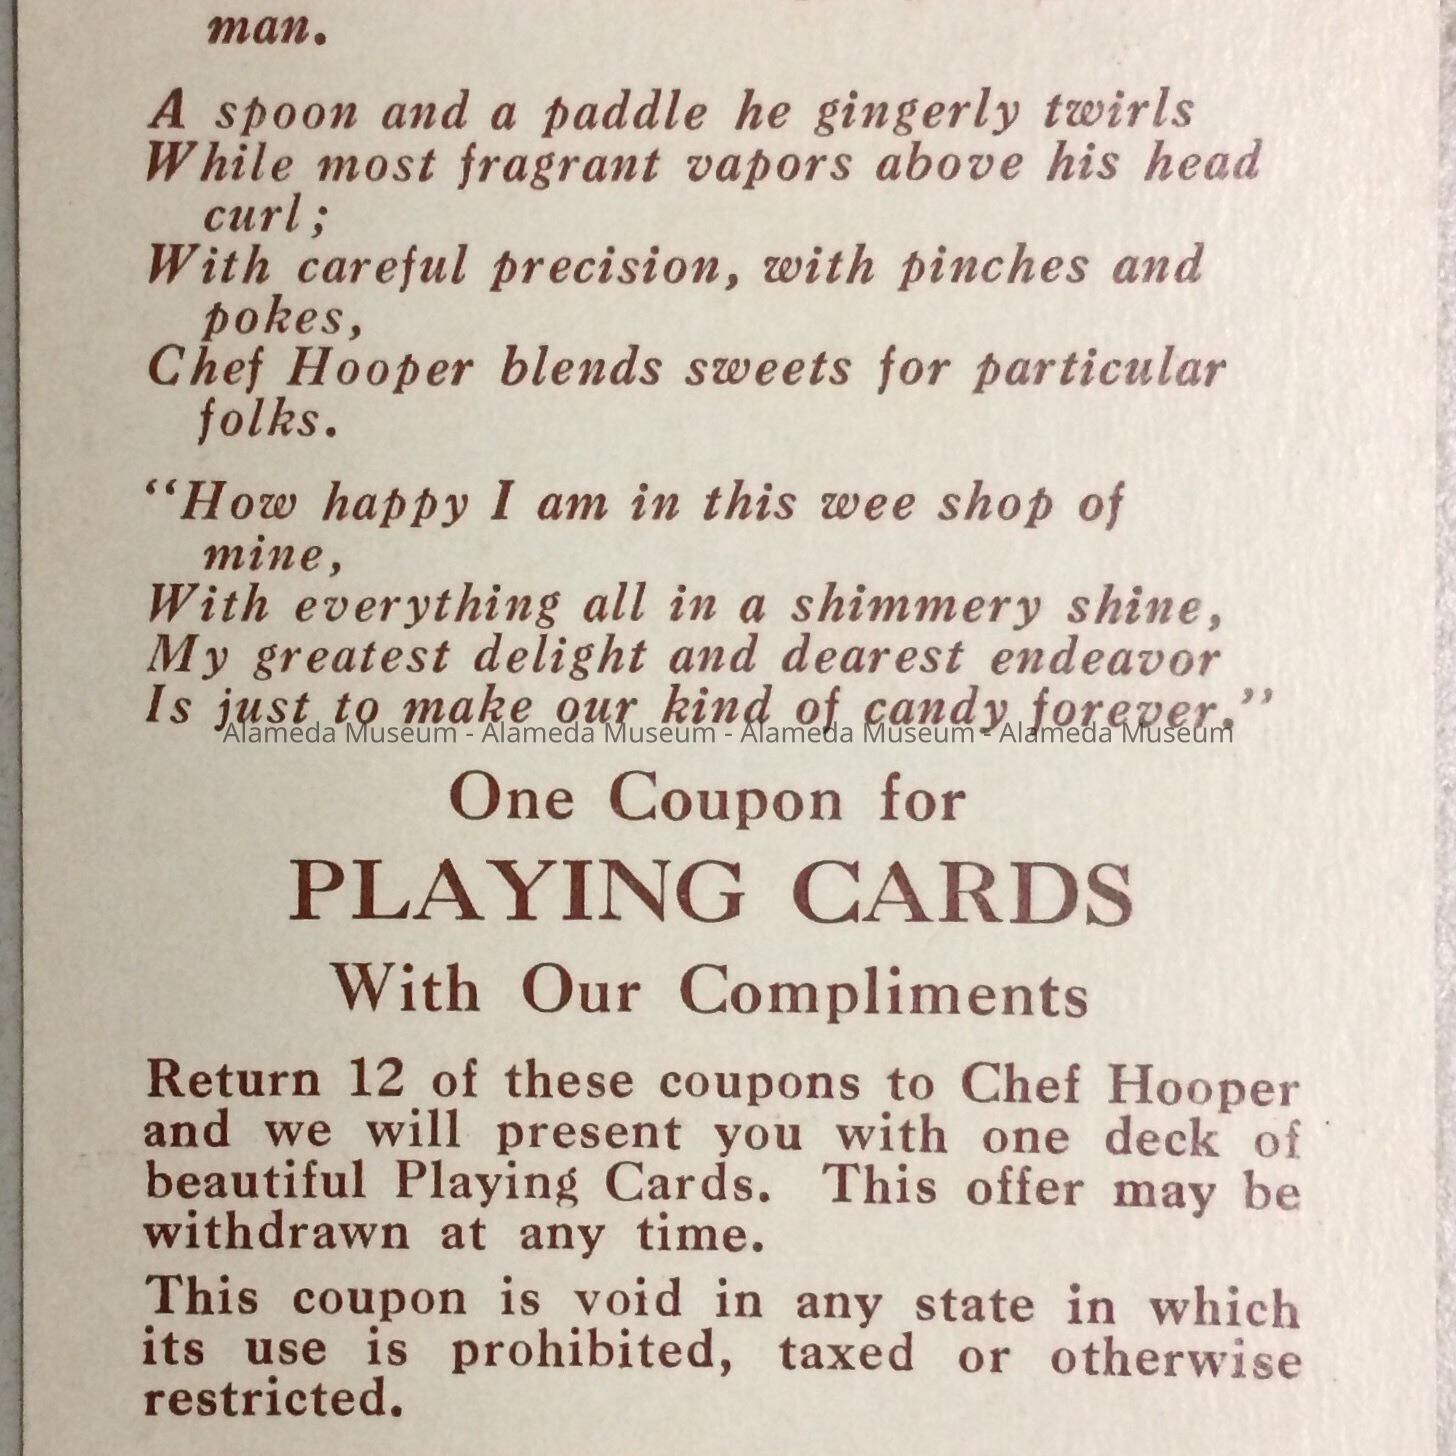 man.
A spoon and a paddle he gingerly twirls
While most fragrant vapors above his head
curl;
With careful precision, with pinches and
pokes,
Chef Hooper blends sweets for particular
folks.
“How happy I am in this wee shop of
mine,
With everything all in a shimmery shine,
My greatest delight and dearest endeavor
Is just to make our kind of candy forever.”
Alameda Museum - Alameda Museum - Alameda Museum - Alameda Museum
One Coupon for
PLAYING CARDS
With Our Compliments
Return 12 of these coupons to Chef Hooper
and we will present you with one deck of
beautiful Playing Cards. This offer may be
withdrawn at any time.
This coupon is void in any state in which
its use is prohibited, taxed or otherwise
restricted.